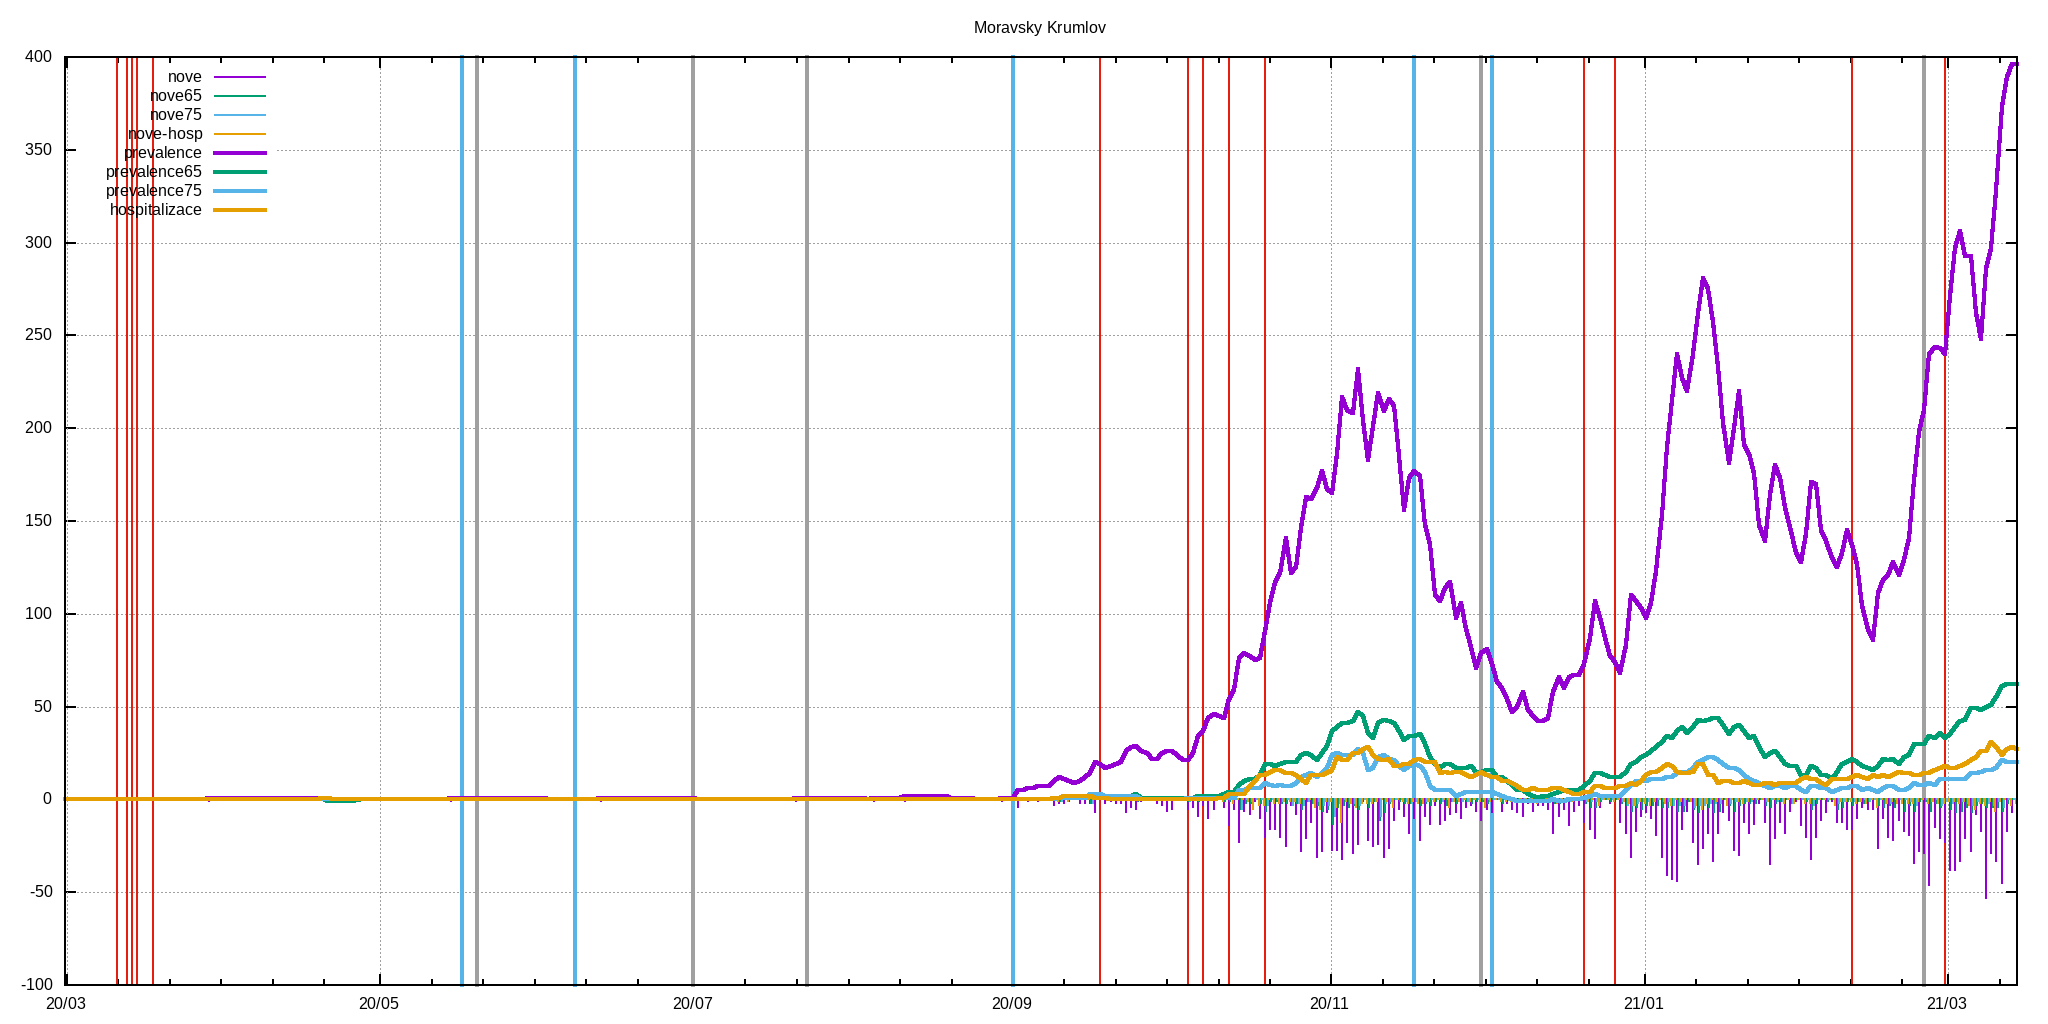 Moravsky Krumlov
400
350
300
250
200
150
100
50
0
-50
-100
nove
nove65
nove75
nove-hosp
prevalence
prevalence65
prevalence75
hospitalizace
20/03 20/05 20/07 20/09 20/11 21/01 21/03